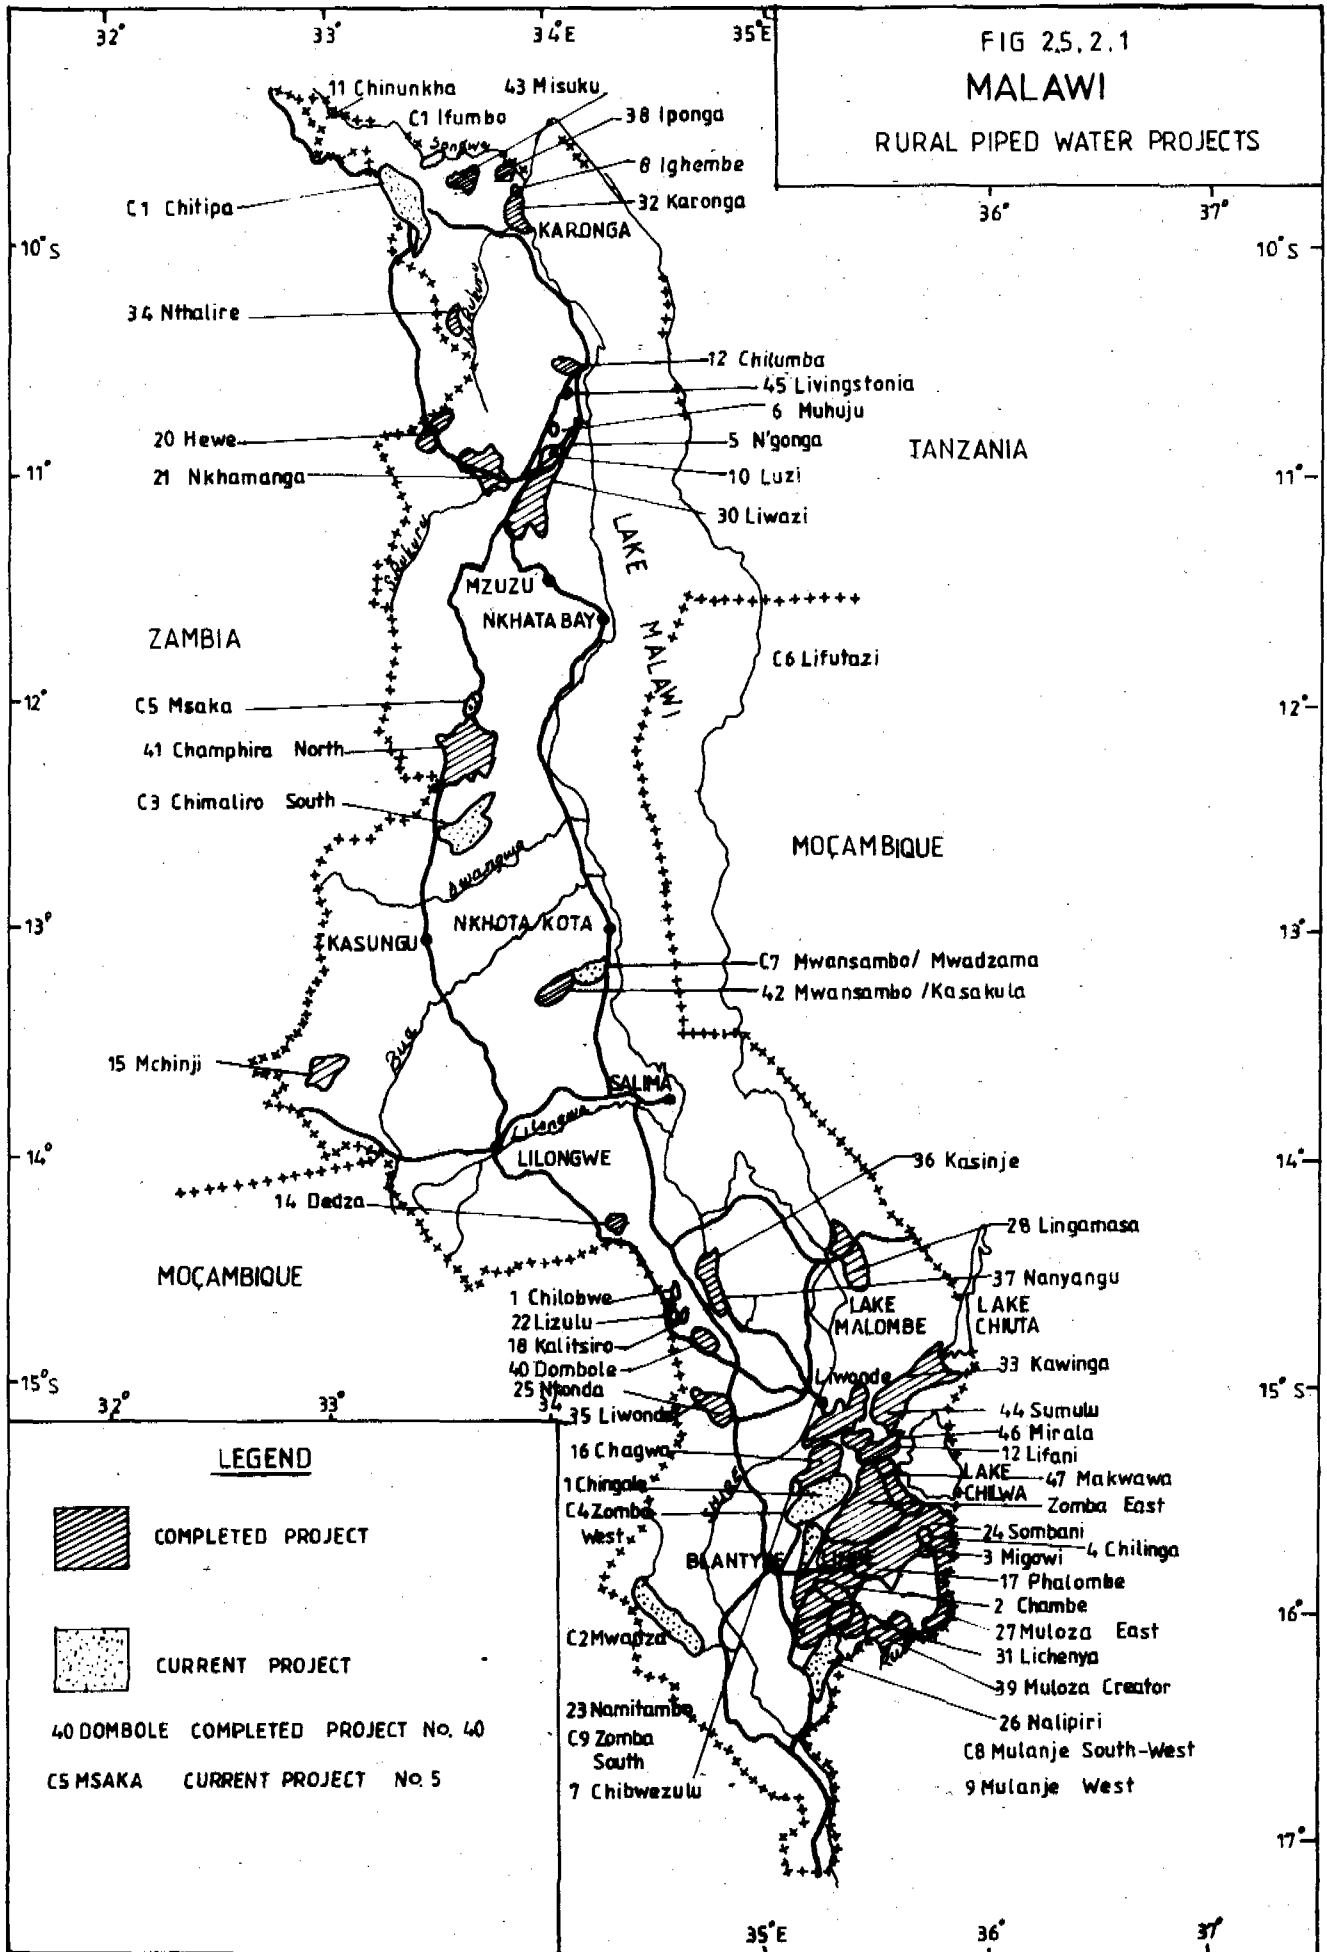 32°
33°
34°E
35°E
FIG 2.5.2.1
MALAWI
RURAL PIPED WATER PROJECTS
36°
37°
11 Chinunkha
43 Misuku
C1 Ifumbo
38 Iponga
Songwe
8 Ighembe
32 Karonga
C1 Chitipa
KARONGA
10°S
10°S
34 Nthalire
S.Rukuru
12 Chilumba
45 Livingstonia
6 Muhuju
20 Hewe
5 N'gonga
TANZANIA
21 Nkhamanga
10 Luzi
11°
11°
30 Liwazi
LAKE
S.Rukuru
MZUZU
NKHATA BAY
ZAMBIA
MALAWI
C6 Lifutazi
C5 Msaka
12°
12°
41 Champhira North
C3 Chimaliro South
MOÇAMBIQUE
Dwangwa
NKHOTA KOTA
13°
13°
KASUNGU
C7 Mwansambo/ Mwadzama
42 Mwansambo /Kasakula
Bua
15 Mchinji
SALIMA
Lilongwe
14°
LILONGWE
36 Kasinje
14°
14 Dedza
28 Lingamasa
MOÇAMBIQUE
37 Nanyangu
1 Chilobwe
LAKE
MALOMBE
LAKE
CHIUTA
22 Lizulu
18 Kalitsiro
40 Dombole
33 Kawinga
Liwonde
15°S
25 Ntonda
15°S
32°
33°
34
35 Liwonde
44 Sumulu
46 Mirala
16 Chagwa
12 Lifani
LAKE
CHILWA
47 Makwawa
1 Chingale
SHIRE
Zomba East
C4 Zomba
West
24 Sombani
4 Chilinga
BLANTYRE
3 Migowi
17 Phalombe
2 Chambe
16°
27 Muloza East
C2 Mwanza
31 Lichenya
39 Muloza Creator
23 Namitambo
26 Nalipiri
C9 Zomba
South
C8 Mulanje South-West
7 Chibwezulu
9 Mulanje West
17°
35°E
36°
37°
LEGEND
COMPLETED PROJECT
CURRENT PROJECT
40 DOMBOLE COMPLETED PROJECT No. 40
C5 MSAKA CURRENT PROJECT No. 5